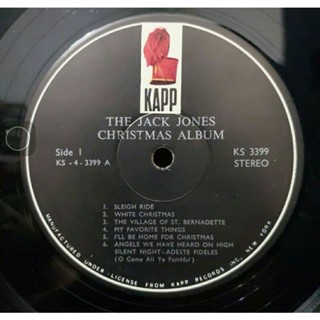 KAPP
THE JACK JONES
CHRISTMAS ALBUM
Side 1
KS - 4 - 3399 A
KS 3399
STEREO
1. SLEIGH RIDE
2. WHITE CHRISTMAS
3. THE VILLAGE OF ST. BERNADETTE
4. MY FAVORITE THINGS
5. I'LL BE HOME FOR CHRISTMAS
6. ANGELS WE HAVE HEARD ON HIGH
SILENT NIGHT - ADESTE FIDELES
(O Come All Ye Faithful)
MANUFACTURED UNDER LICENSE FROM KAPP RECORDS INC., NEW YORK.